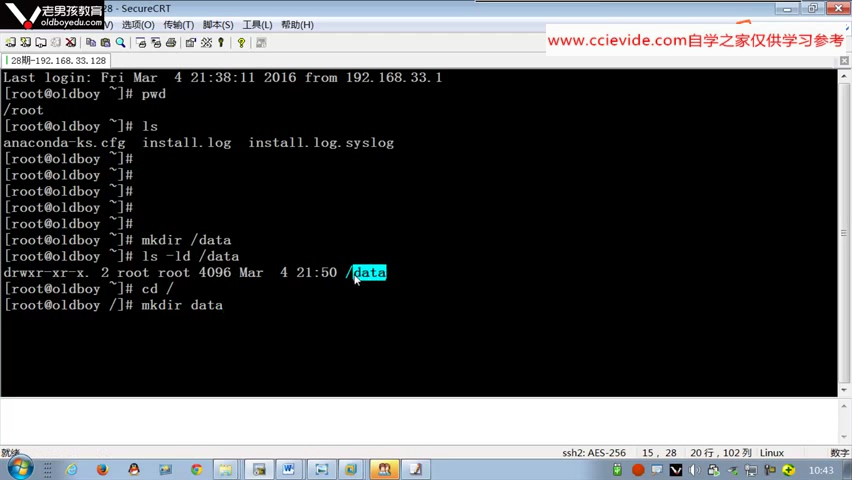 老男孩教育
oldboyedu.com
28 - SecureCRT
选项(O) 传输(T) 脚本(S) 工具(L) 帮助(H)
www.ccievide.com自学之家仅供学习参考
28期-192.168.33.128
Last login: Fri Mar  4 21:38:11 2016 from 192.168.33.1
[root@oldboy ~]# pwd
/root
[root@oldboy ~]# ls
anaconda-ks.cfg  install.log  install.log.syslog
[root@oldboy ~]#
[root@oldboy ~]#
[root@oldboy ~]#
[root@oldboy ~]#
[root@oldboy ~]#
[root@oldboy ~]# mkdir /data
[root@oldboy ~]# ls -ld /data
drwxr-xr-x. 2 root root 4096 Mar  4 21:50 /data
[root@oldboy ~]# cd /
[root@oldboy /]# mkdir data
就绪 ssh2: AES-256 15, 28 20 行, 102 列 Linux 数字
10:43